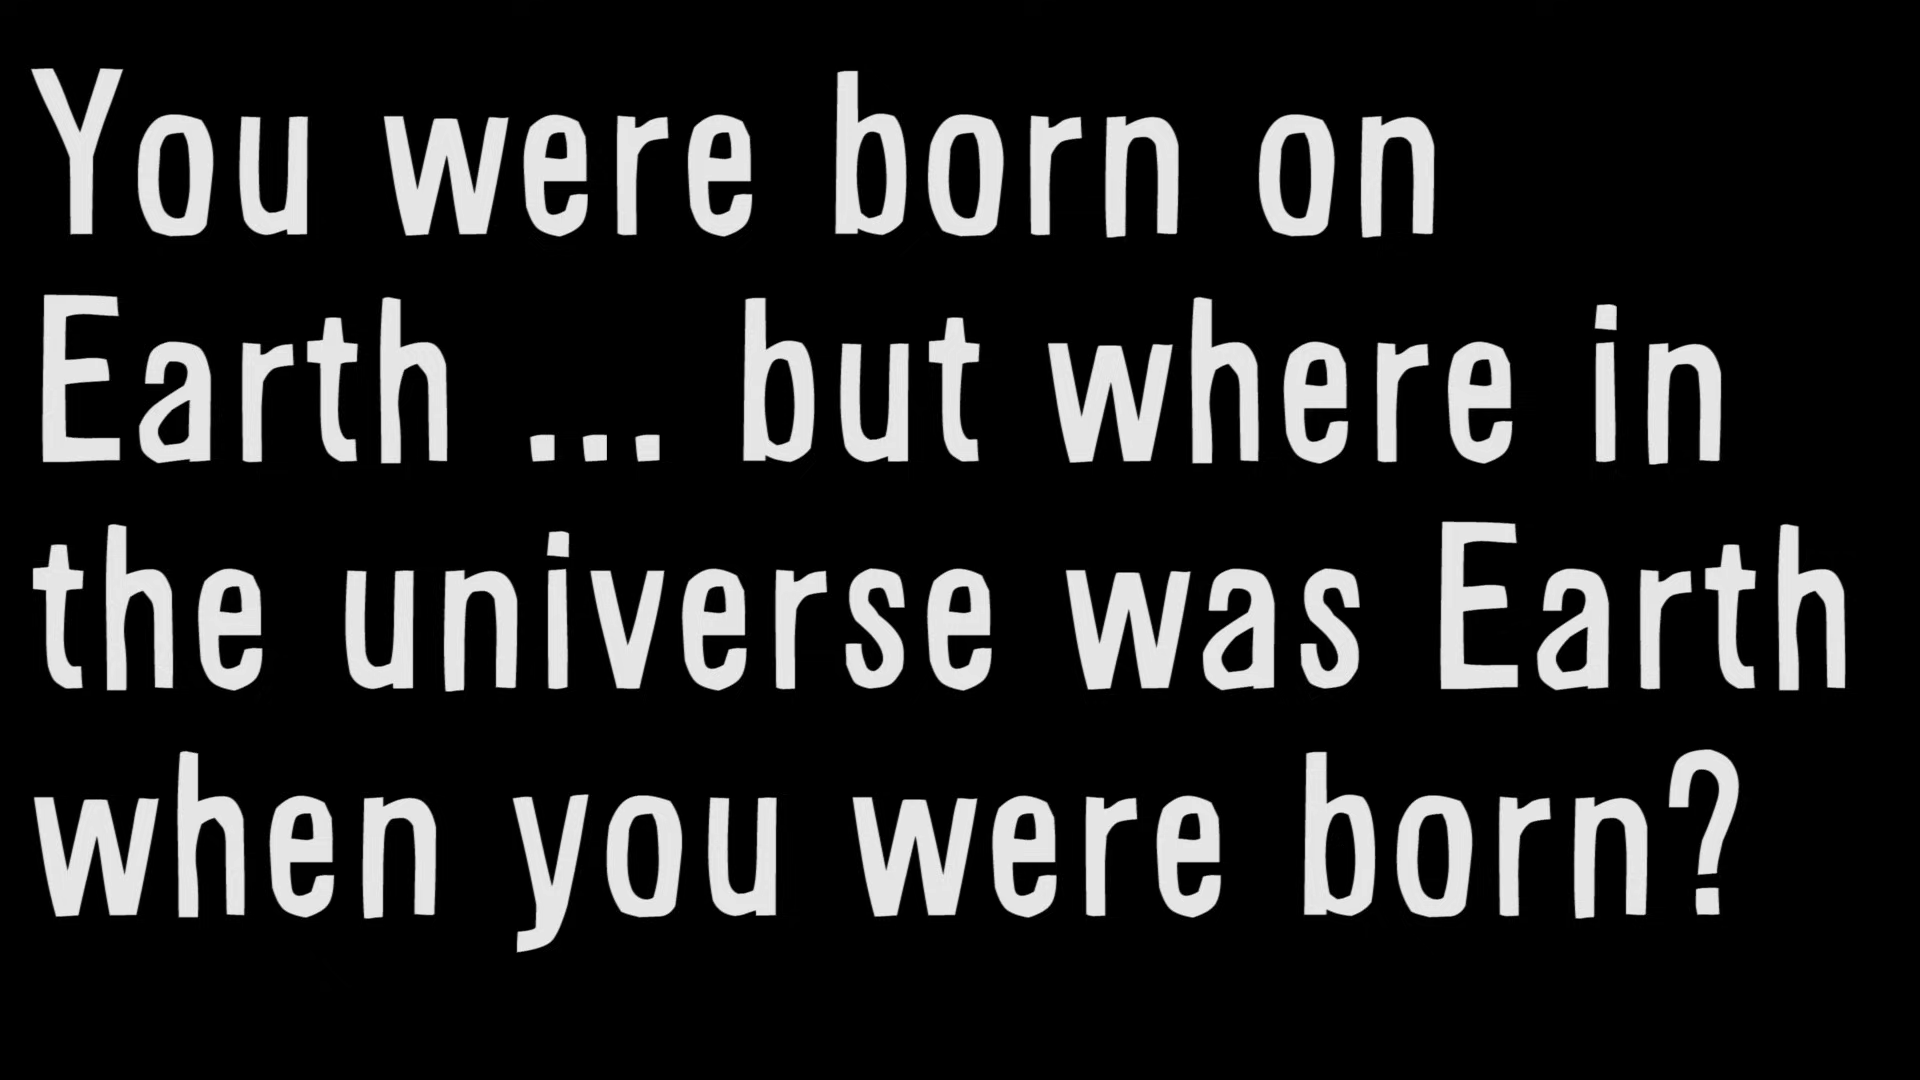 You were born on
Earth ... but where in
the universe was Earth
when you were born?